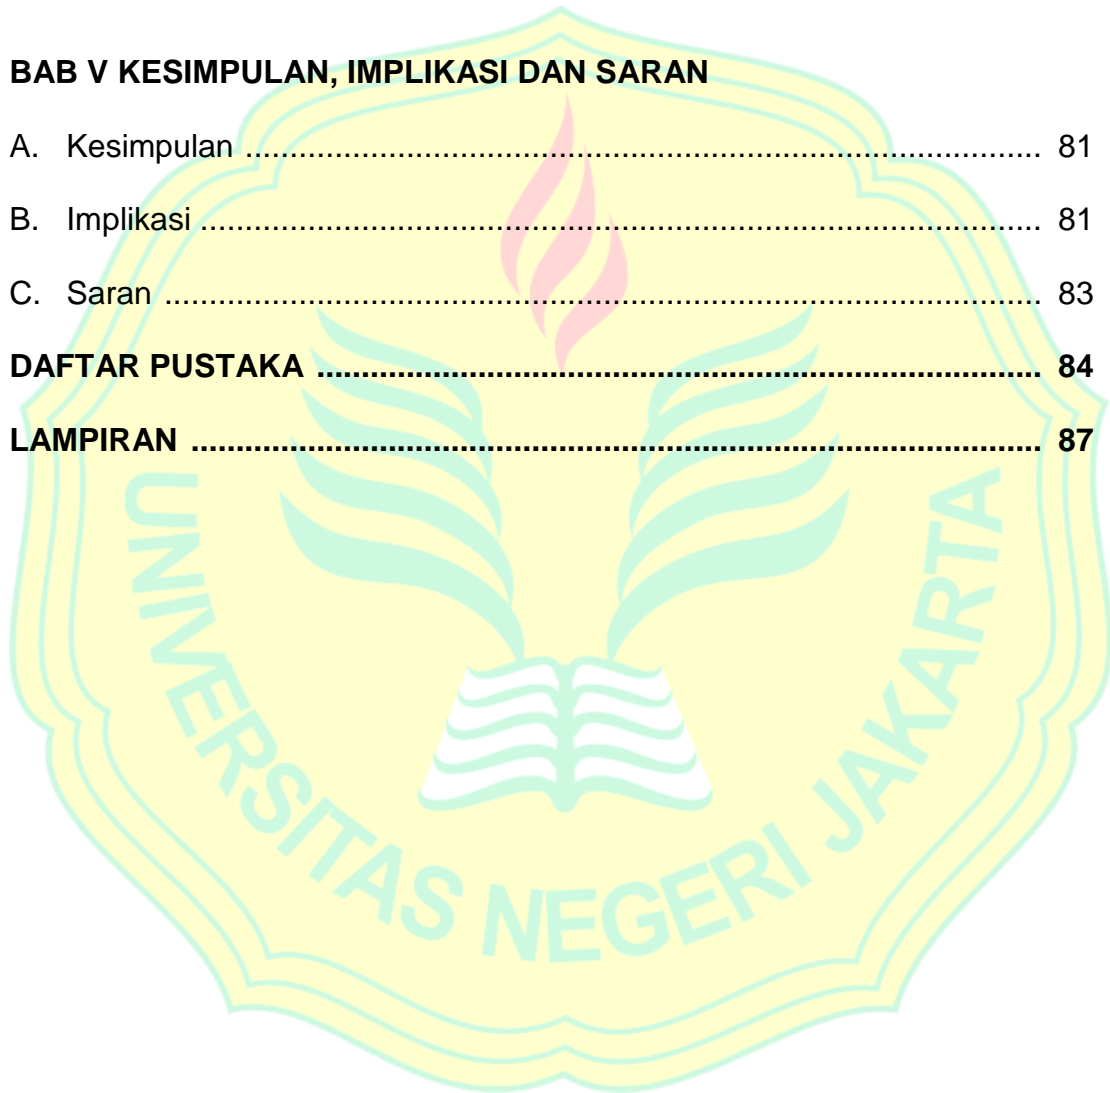 BAB V KESIMPULAN, IMPLIKASI DAN SARAN
A. Kesimpulan ............................................................................................ 81
B. Implikasi ................................................................................................. 81
C. Saran ..................................................................................................... 83
DAFTAR PUSTAKA .................................................................................... 84
LAMPIRAN .................................................................................................. 87
UNIVERSITAS NEGERI JAKARTA